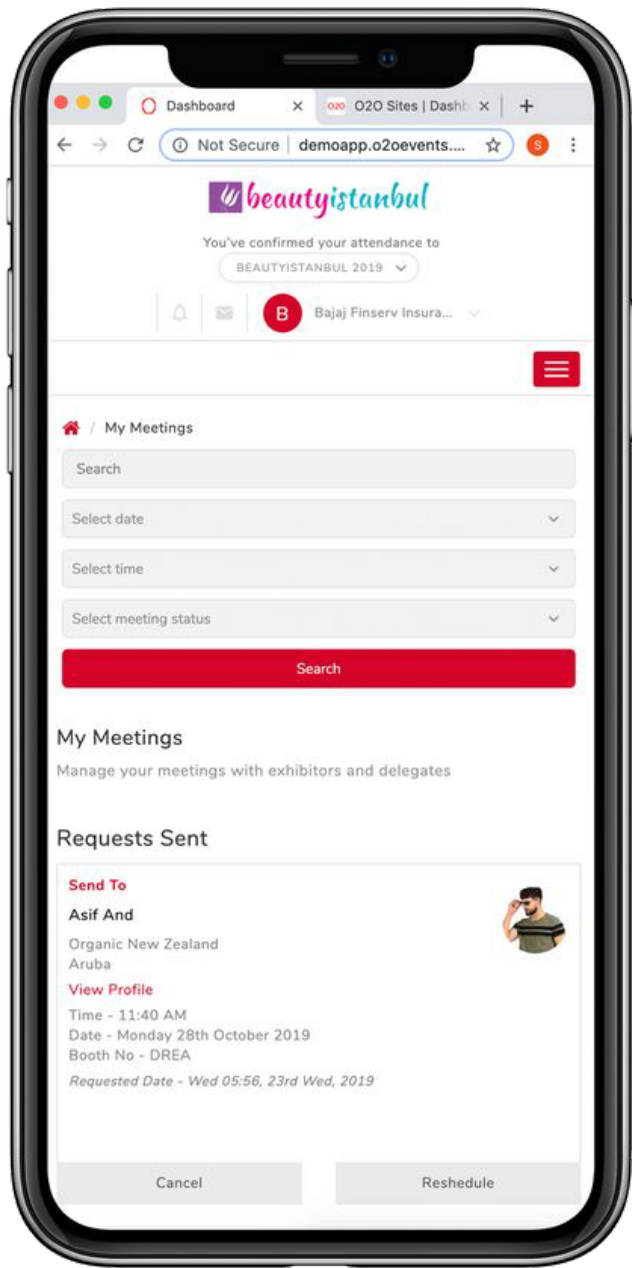 Dashboard
O2O Sites | Dashb
Not Secure | demoapp.o2oevents....
S
beautyistanbul
You've confirmed your attendance to
BEAUTYISTANBUL 2019
B
Bajaj Finserv Insura...
/ My Meetings
Search
Select date
Select time
Select meeting status
Search
My Meetings
Manage your meetings with exhibitors and delegates
Requests Sent
Send To
Asif And
Organic New Zealand
Aruba
View Profile
Time - 11:40 AM
Date - Monday 28th October 2019
Booth No - DREA
Requested Date - Wed 05:56, 23rd Wed, 2019
Cancel
Reshedule